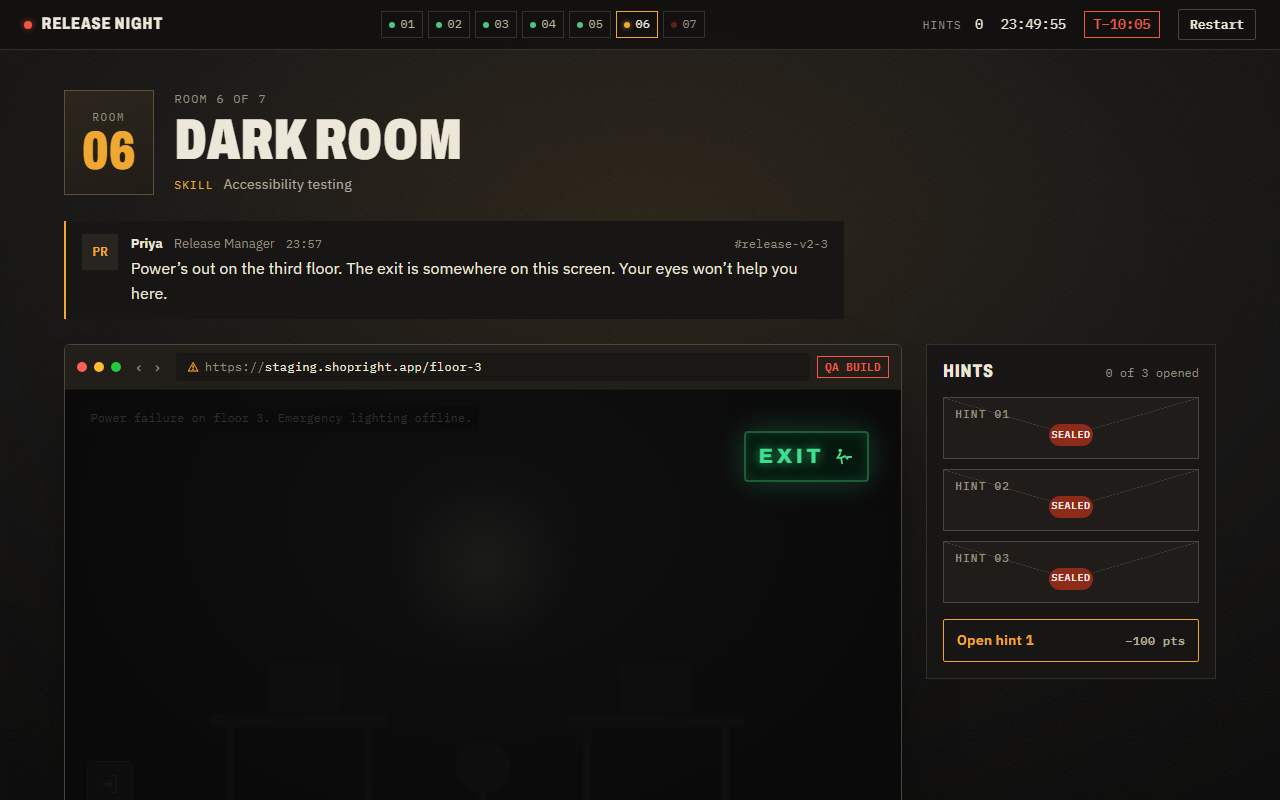 RELEASE NIGHT
01 02 03 04 05 06 07
HINTS 0 23:49:55 T−10:05 Restart
ROOM
06
ROOM 6 OF 7
DARK ROOM
SKILL Accessibility testing
PR
Priya Release Manager 23:57 #release-v2-3
Power’s out on the third floor. The exit is somewhere on this screen. Your eyes won’t help you
here.
https://staging.shopright.app/floor-3 QA BUILD
Power failure on floor 3. Emergency lighting offline.
EXIT
HINTS 0 of 3 opened
HINT 01
SEALED
HINT 02
SEALED
HINT 03
SEALED
Open hint 1 −100 pts